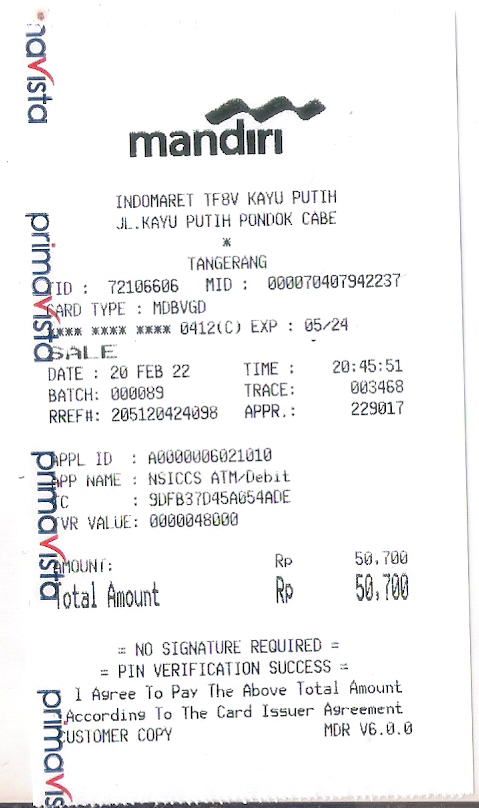 navista
mandiri
INDOMARET TF8V KAYU PUTIH
JL.KAYU PUTIH PONDOK CABE
*
TANGERANG
TID : 72106606 MID : 000070407942237
CARD TYPE : MDBVGD
**** **** **** 0412(C) EXP : 05/24
SALE
DATE : 20 FEB 22 TIME : 20:45:51
BATCH: 000089 TRACE: 003468
RREF#: 205120424098 APPR.: 229017
primavista
APPL ID : A0000006021010
APP NAME : NSICCS ATM/Debit
TC : 9DFB37D45A054ADE
TVR VALUE: 0000048000
AMOUNT: Rp 50.700
Total Amount Rp 50.700
primavista
= NO SIGNATURE REQUIRED =
= PIN VERIFICATION SUCCESS =
I Agree To Pay The Above Total Amount
According To The Card Issuer Agreement
CUSTOMER COPY MDR V6.0.0
primavis